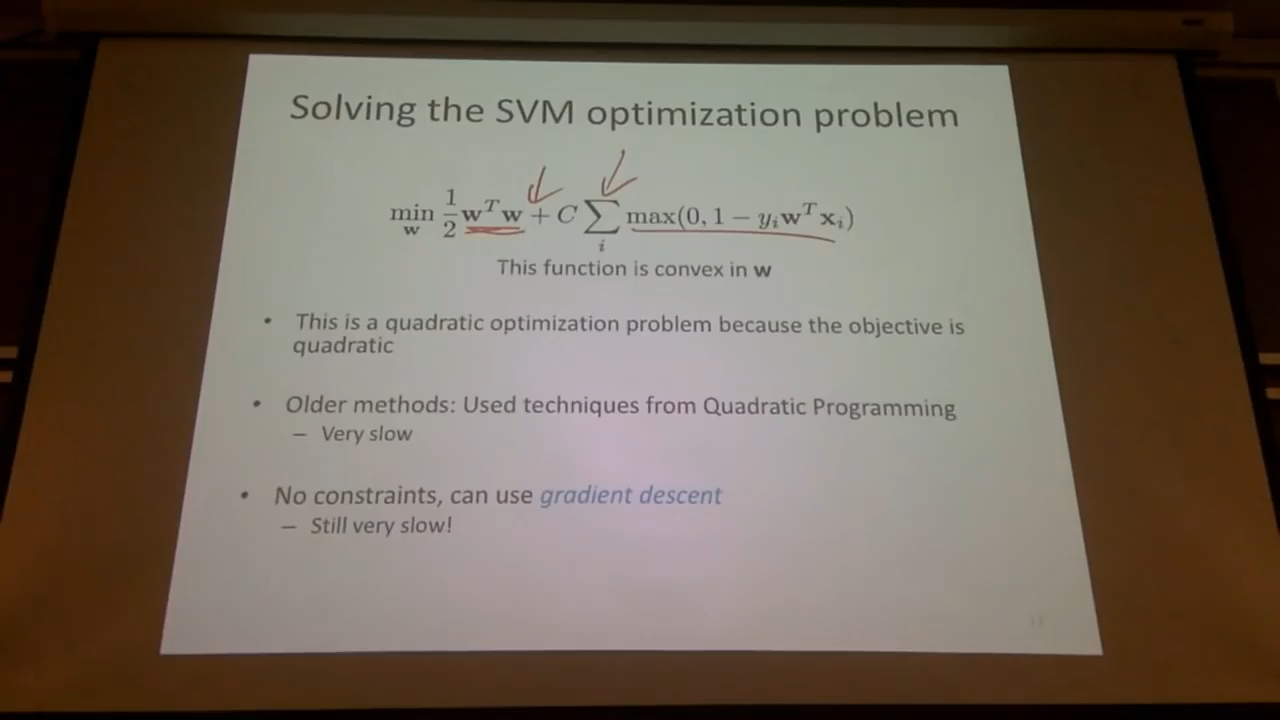 Solving the SVM optimization problem
min_w 1/2 w^T w + C ∑_i max(0, 1 − y_i w^T x_i)
This function is convex in w
• This is a quadratic optimization problem because the objective is
quadratic
• Older methods: Used techniques from Quadratic Programming
– Very slow
• No constraints, can use gradient descent
– Still very slow!